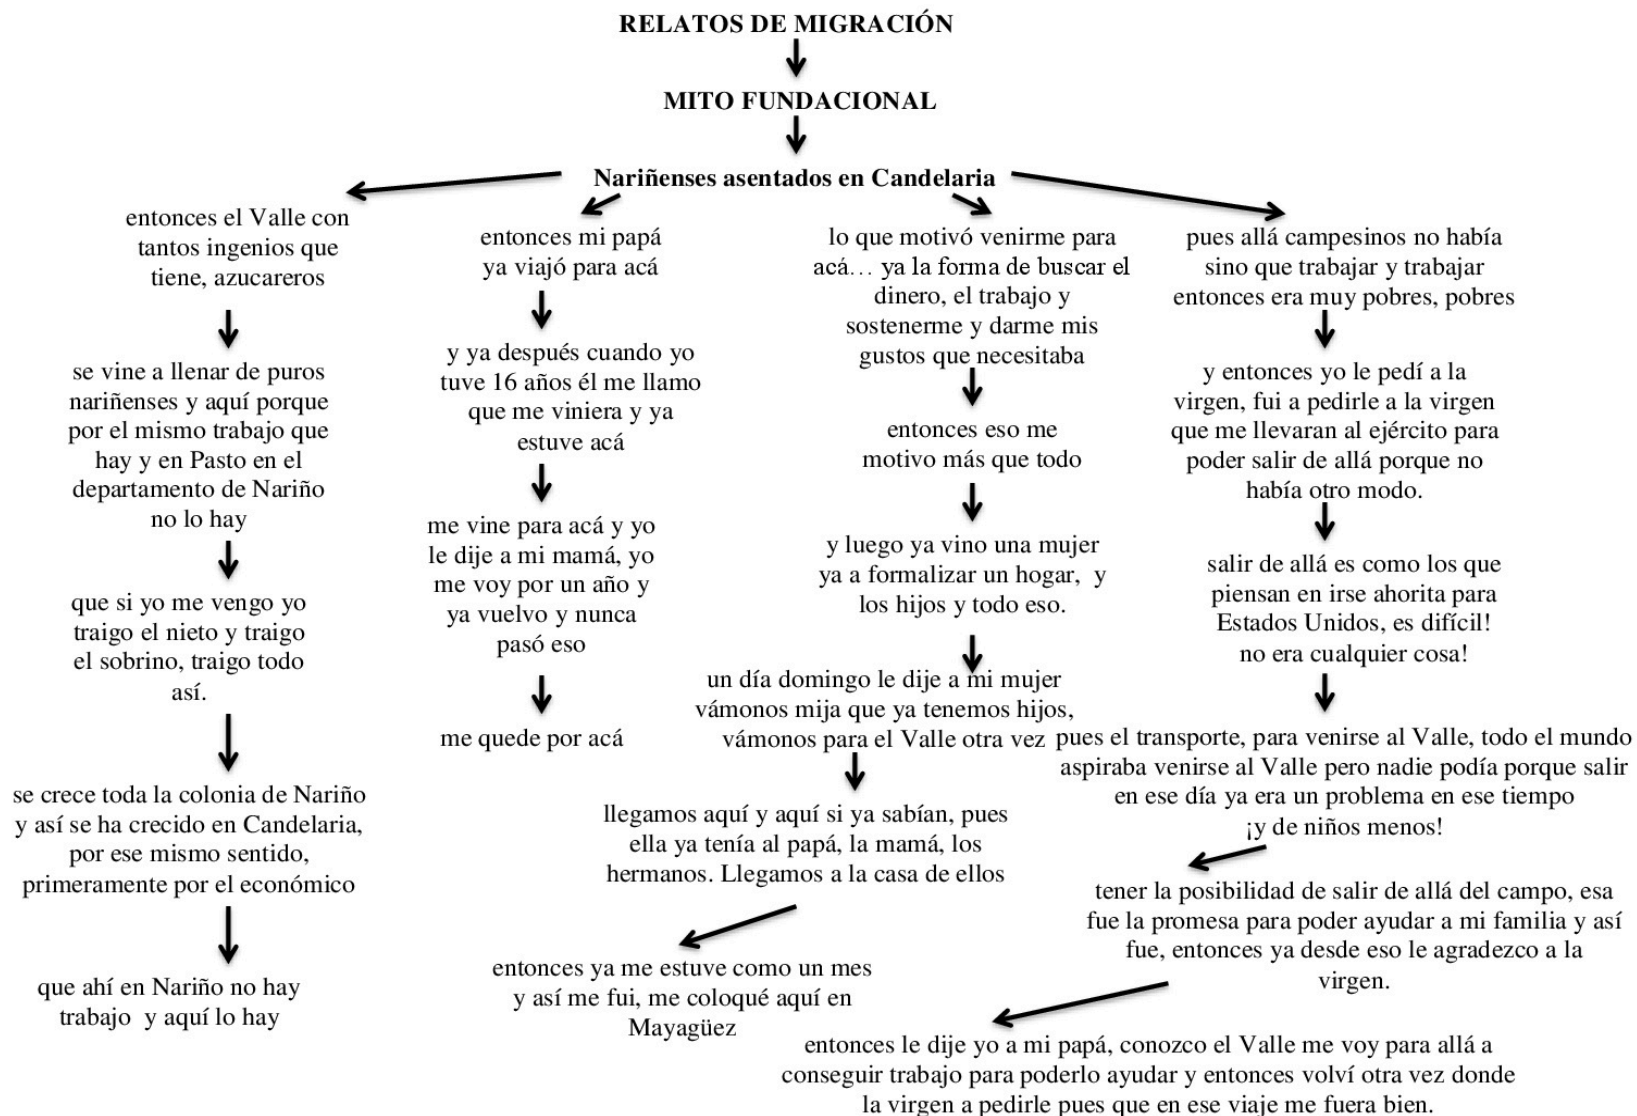 RELATOS DE MIGRACIÓN
MITO FUNDACIONAL
Nariñenses asentados en Candelaria
entonces el Valle con
tantos ingenios que
tiene, azucareros
se vine a llenar de puros
nariñenses y aquí porque
por el mismo trabajo que
hay y en Pasto en el
departamento de Nariño
no lo hay
que si yo me vengo yo
traigo el nieto y traigo
el sobrino, traigo todo
así.
se crece toda la colonia de Nariño
y así se ha crecido en Candelaria,
por ese mismo sentido,
primeramente por el económico
que ahí en Nariño no hay
trabajo y aquí lo hay
entonces mi papá
ya viajó para acá
y ya después cuando yo
tuve 16 años él me llamo
que me viniera y ya
estuve acá
me vine para acá y yo
le dije a mi mamá, yo
me voy por un año y
ya vuelvo y nunca
pasó eso
me quede por acá
lo que motivó venirme para
acá… ya la forma de buscar el
dinero, el trabajo y
sostenerme y darme mis
gustos que necesitaba
entonces eso me
motivo más que todo
y luego ya vino una mujer
ya a formalizar un hogar, y
los hijos y todo eso.
un día domingo le dije a mi mujer
vámonos mija que ya tenemos hijos,
vámonos para el Valle otra vez
llegamos aquí y aquí si ya sabían, pues
ella ya tenía al papá, la mamá, los
hermanos. Llegamos a la casa de ellos
entonces ya me estuve como un mes
y así me fui, me coloqué aquí en
Mayagüez
pues allá campesinos no había
sino que trabajar y trabajar
entonces era muy pobres, pobres
y entonces yo le pedí a la
virgen, fui a pedirle a la virgen
que me llevaran al ejército para
poder salir de allá porque no
había otro modo.
salir de allá es como los que
piensan en irse ahorita para
Estados Unidos, es difícil!
no era cualquier cosa!
pues el transporte, para venirse al Valle, todo el mundo
aspiraba venirse al Valle pero nadie podía porque salir
en ese día ya era un problema en ese tiempo
¡y de niños menos!
tener la posibilidad de salir de allá del campo, esa
fue la promesa para poder ayudar a mi familia y así
fue, entonces ya desde eso le agradezco a la
virgen.
entonces le dije yo a mi papá, conozco el Valle me voy para allá a
conseguir trabajo para poderlo ayudar y entonces volví otra vez donde
la virgen a pedirle pues que en ese viaje me fuera bien.